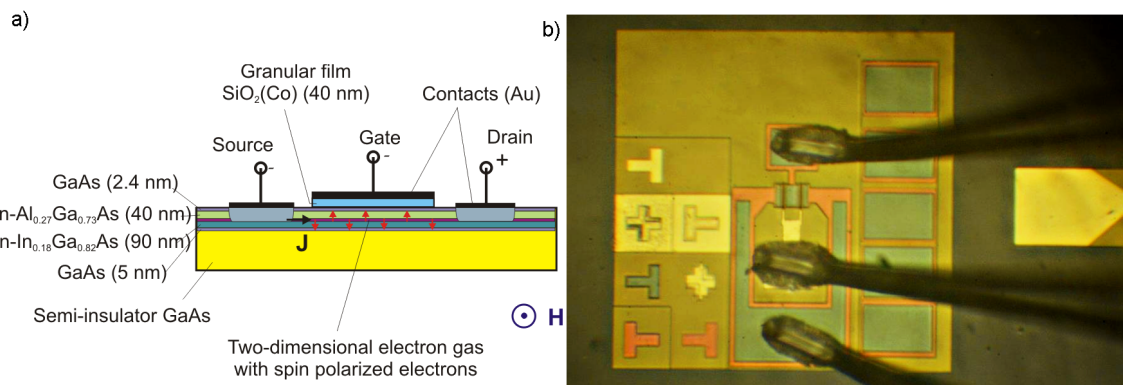 a)
b)
Granular film
SiO₂(Co) (40 nm)
Contacts (Au)
Source
Gate
Drain
-
-
+
GaAs (2.4 nm)
n-Al₀.₂₇Ga₀.₇₃As (40 nm)
n-In₀.₁₈Ga₀.₈₂As (90 nm)
GaAs (5 nm)
J
Semi-insulator GaAs
H
Two-dimensional electron gas
with spin polarized electrons